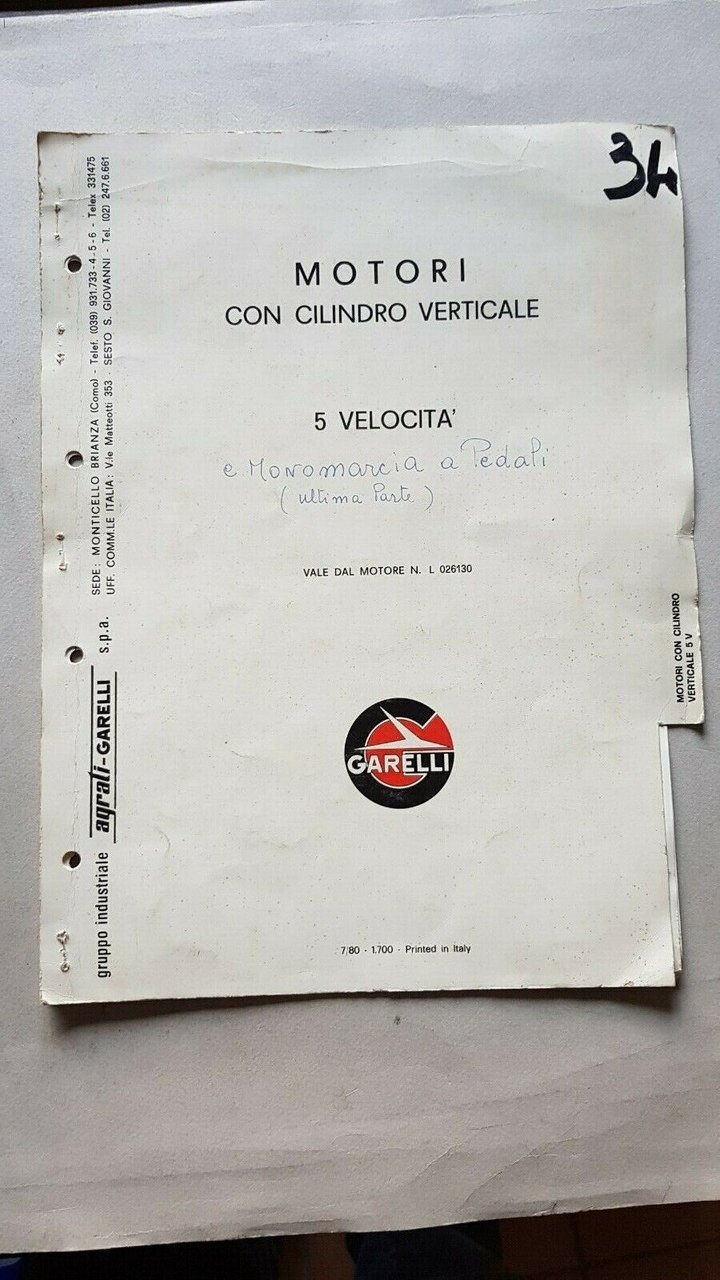 34
MOTORI
CON CILINDRO VERTICALE
5 VELOCITA'
e Monomarcia a Pedali
(ultima Parte)
VALE DAL MOTORE N. L 026130
MOTORI CON CILINDRO
VERTICALE 5 V
GARELLI
7/80 - 1.700 - Printed in Italy
gruppo industriale agrati-GARELLI s.p.a.
SEDE: MONTICELLO BRIANZA (Como) - Telef. (039) 931.733-4-5-6 - Telex 331475
UFF. COMM.LE ITALIA: V.le Matteotti 353 - SESTO S. GIOVANNI - Tel. (02) 247.6.661